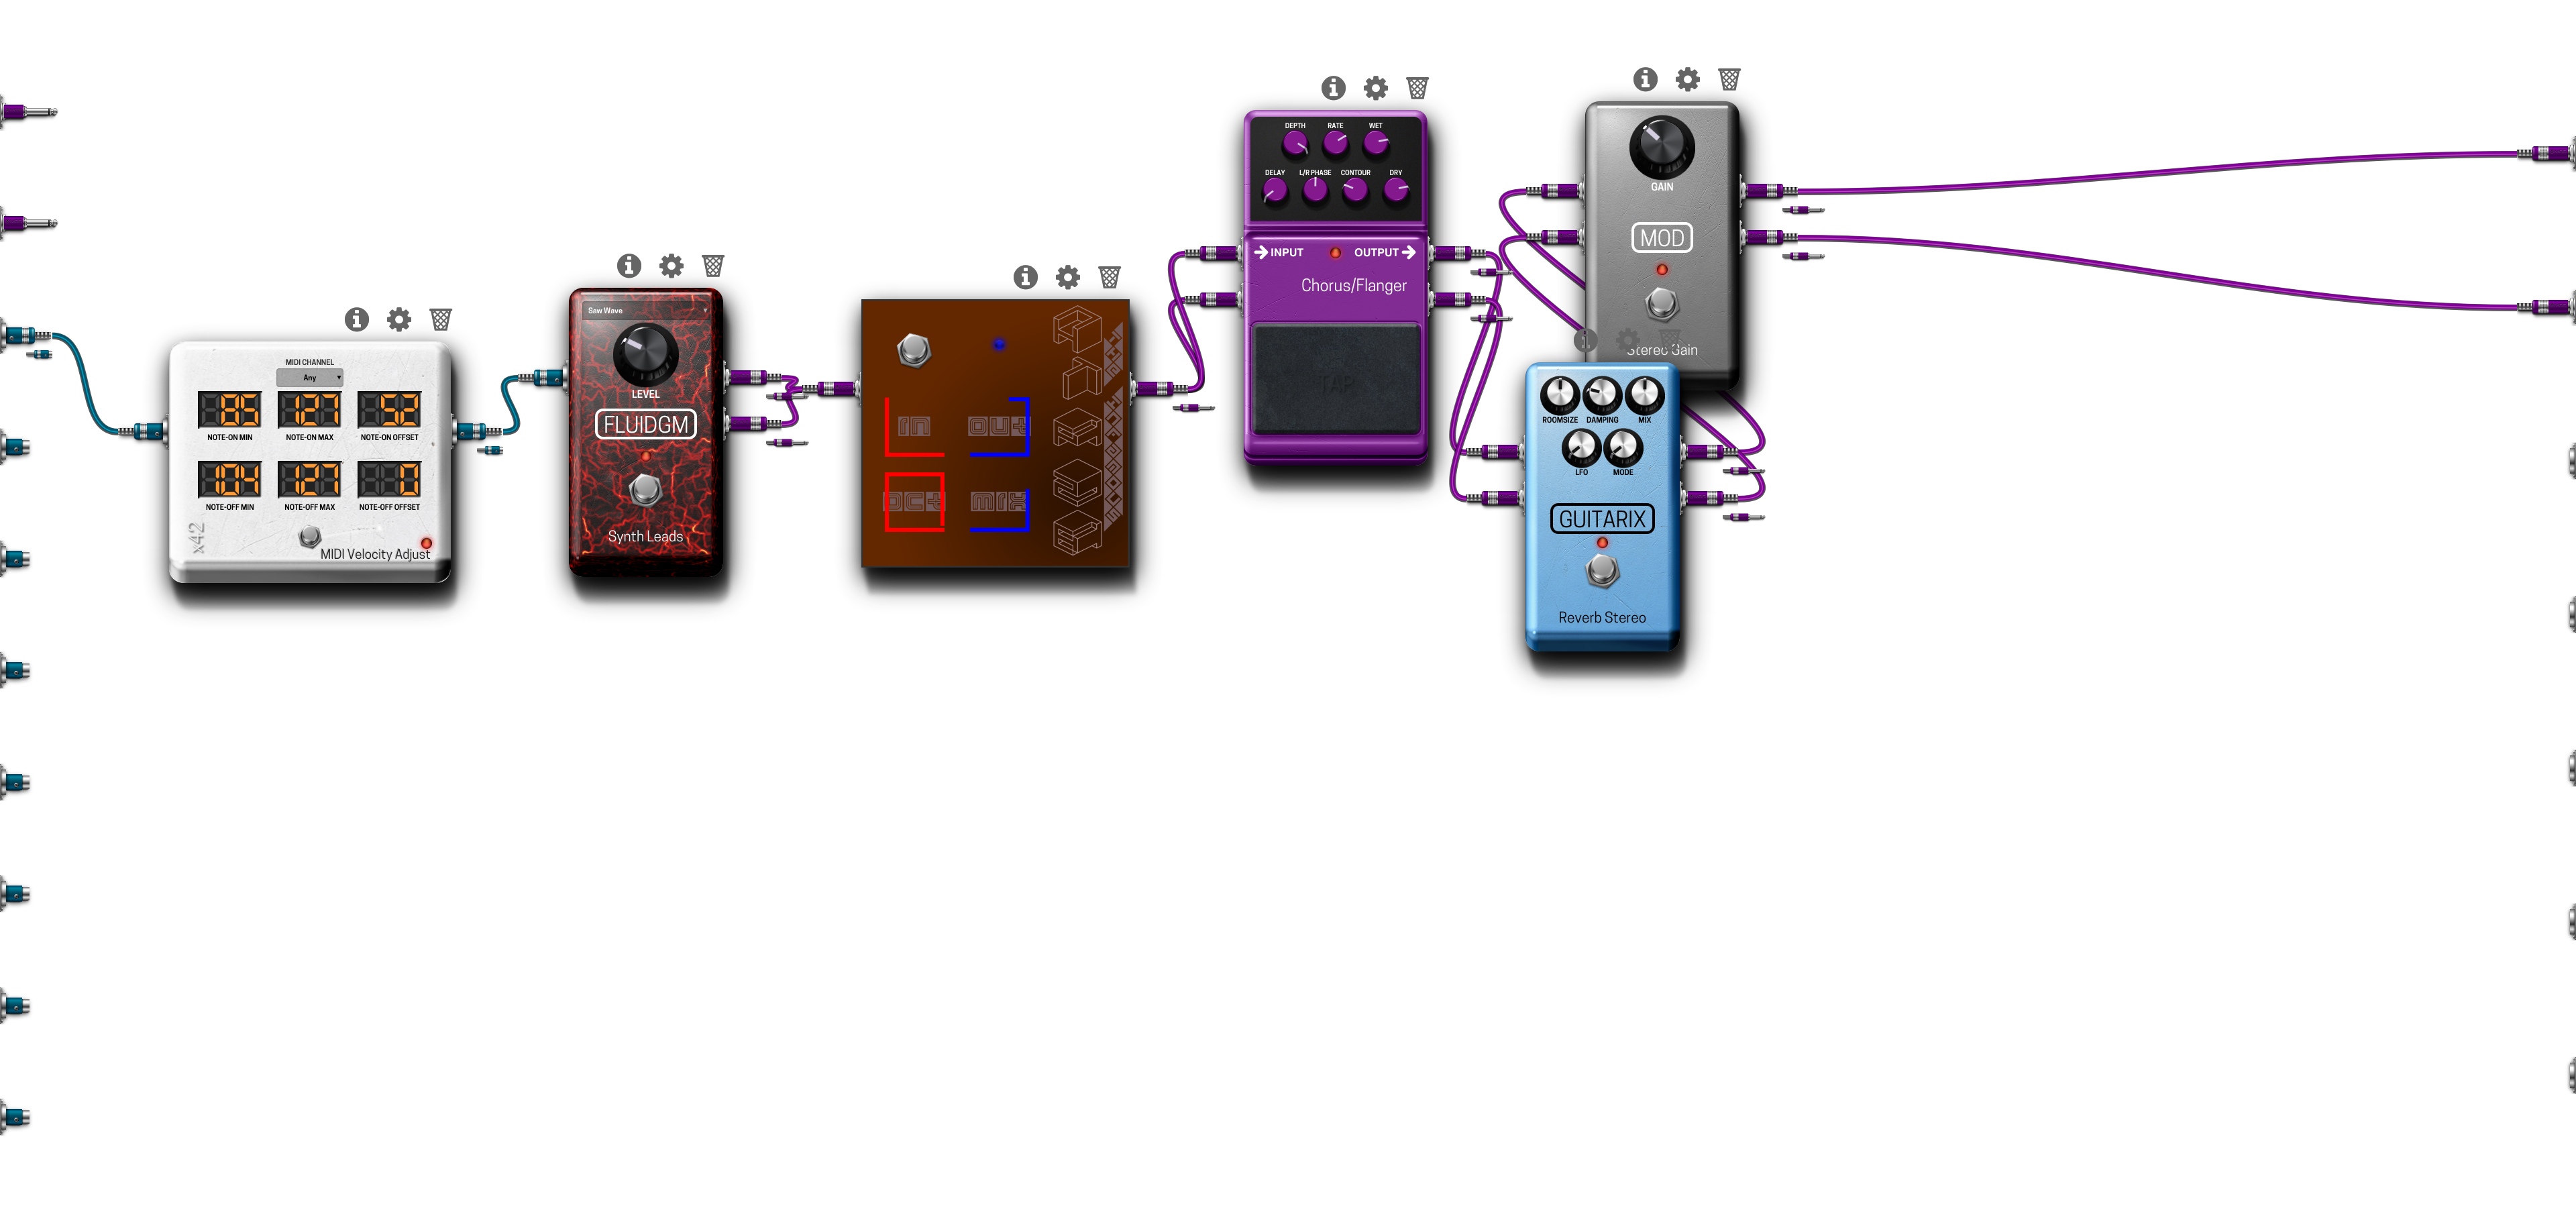 MIDI CHANNEL
Any
85 127 52
NOTE-ON MIN NOTE-ON MAX NOTE-ON OFFSET
104 127 0
NOTE-OFF MIN NOTE-OFF MAX NOTE-OFF OFFSET
x42
MIDI Velocity Adjust
Saw Wave
LEVEL
FLUIDGM
Synth Leads
IN OUT
OCT MIX
DEPTH RATE WET
DELAY L/R PHASE CONTOUR DRY
INPUT OUTPUT
Chorus/Flanger
TAP
GAIN
MOD
Stereo Gain
ROOMSIZE DAMPING MIX
LFO MODE
GUITARIX
Reverb Stereo